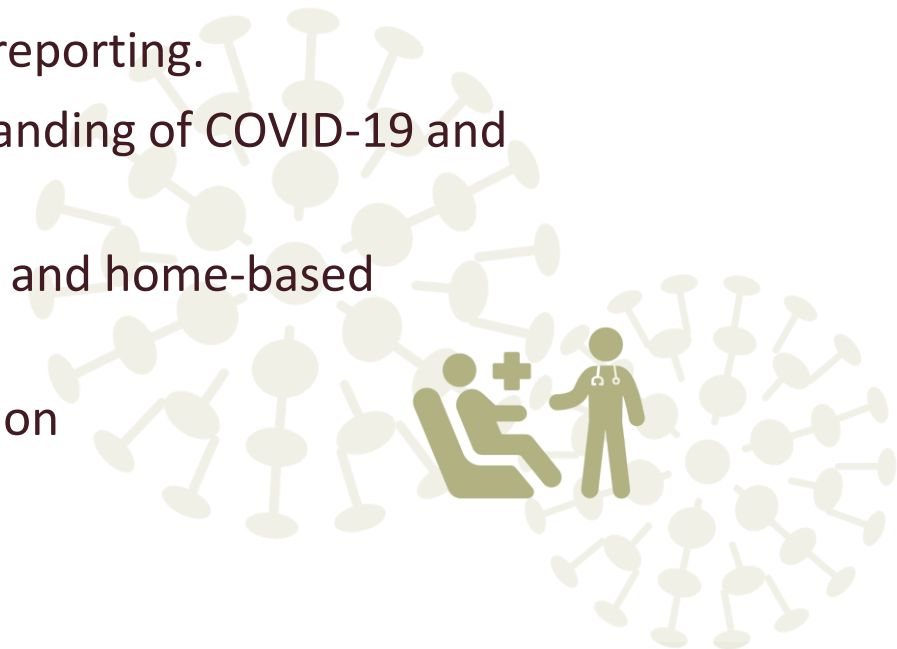 reporting.
anding of COVID-19 and
and home-based
on